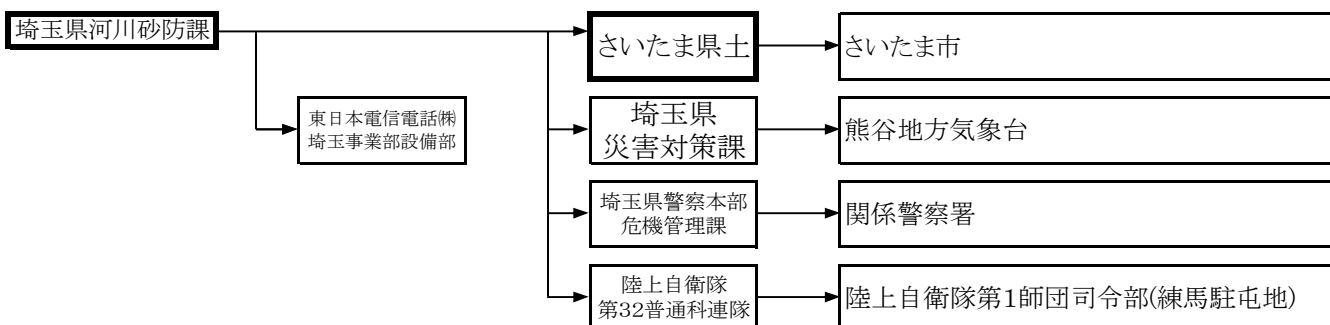 埼玉県河川砂防課
さいたま県土
さいたま市
東日本電信電話㈱
埼玉事業部設備部
埼玉県
災害対策課
熊谷地方気象台
埼玉県警察本部
危機管理課
関係警察署
陸上自衛隊
第32普通科連隊
陸上自衛隊第1師団司令部(練馬駐屯地)